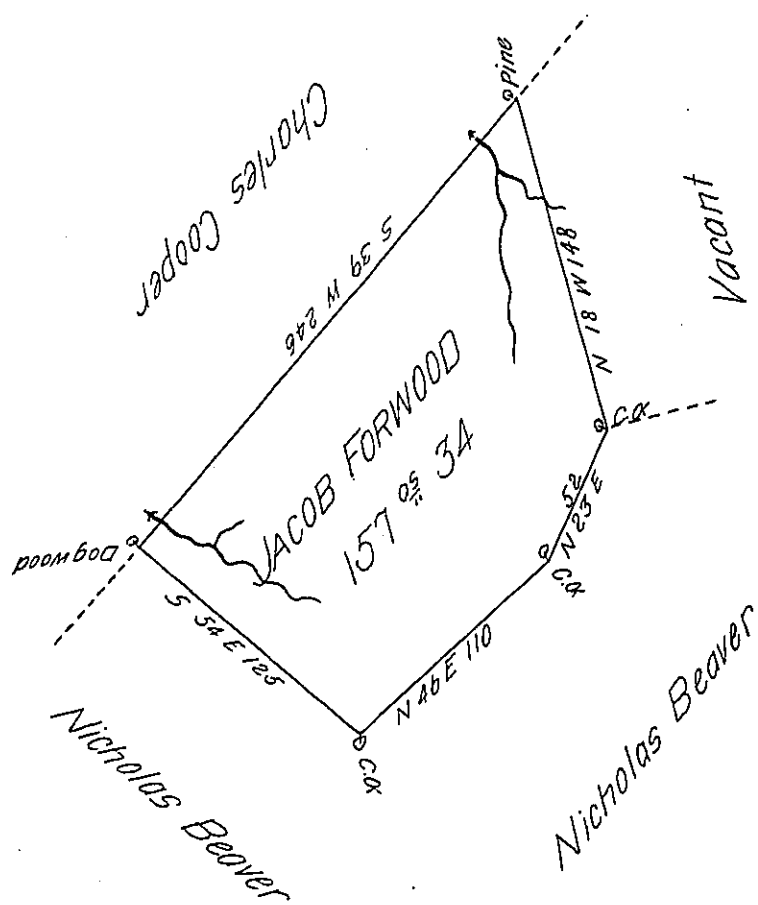 Pine
Charles Cooper
Vacant
S 39 W 246
N 18 W 148
JACOB FORWOOD
157 as 34
C.O.
52
N 23 E
C.O.
Dogwood
S 54 E 125
N 46 E 110
C.O.
Nicholas Beaver
Nicholas Beaver